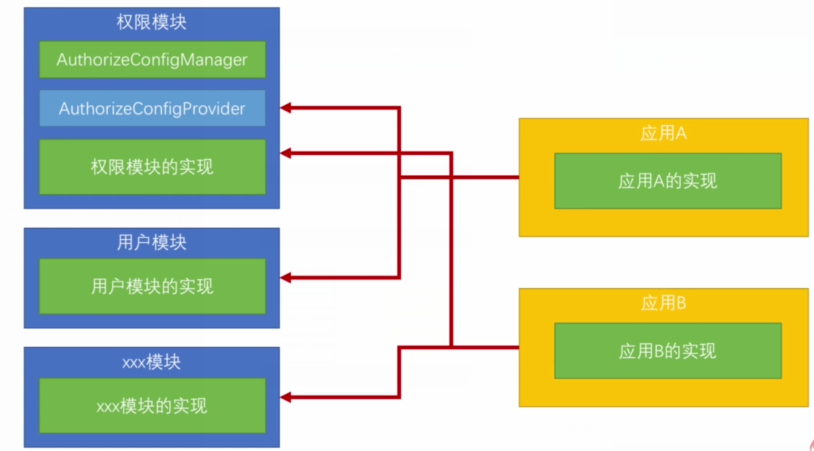 权限模块
AuthorizeConfigManager
AuthorizeConfigProvider
权限模块的实现
用户模块
用户模块的实现
xxx模块
xxx模块的实现
应用A
应用A的实现
应用B
应用B的实现